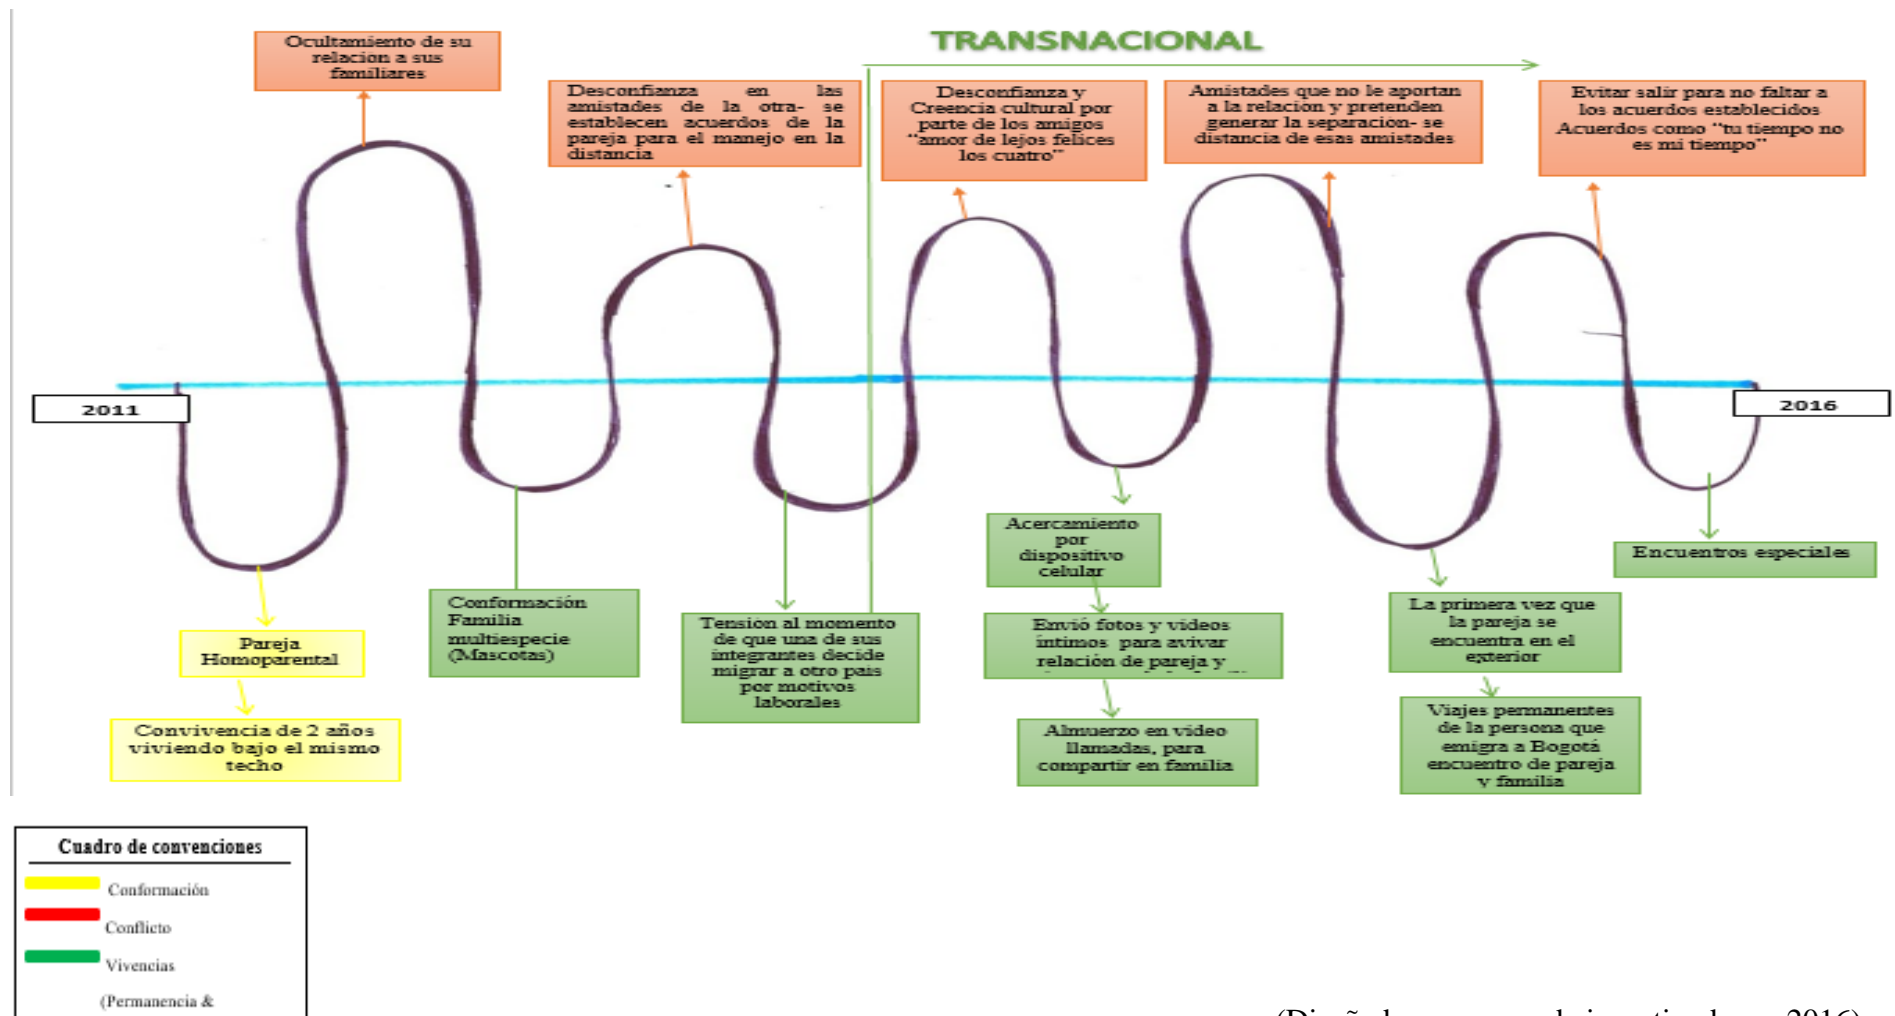 TRANSNACIONAL
Ocultamiento de su
relación a sus
familiares
Desconfianza en las
amistades de la otra- se
establecen acuerdos de la
pareja para el manejo en la
distancia
Desconfianza y
Creencia cultural por
parte de los amigos
"amor de lejos felices
los cuatro"
Amistades que no le aportan
a la relación y pretenden
generar la separación- se
distancia de esas amistades
Evitar salir para no faltar a
los acuerdos establecidos
Acuerdos como "tu tiempo no
es mi tiempo"
2011
2016
Pareja
Homoparental
Convivencia de 2 años
viviendo bajo el mismo
techo
Conformación
Familia
multiespecie
(Mascotas)
Tensión al momento
de que una de sus
integrantes decide
migrar a otro país
por motivos
laborales
Acercamiento
por
dispositivo
celular
Envió fotos y videos
íntimos para avivar
relación de pareja y
Almuerzo en video
llamadas, para
compartir en familia
La primera vez que
la pareja se
encuentra en el
exterior
Viajes permanentes
de la persona que
emigra a Bogotá
encuentro de pareja
y familia
Encuentros especiales
Cuadro de convenciones
Conformación
Conflicto
Vivencias
(Permanencia &
2016)